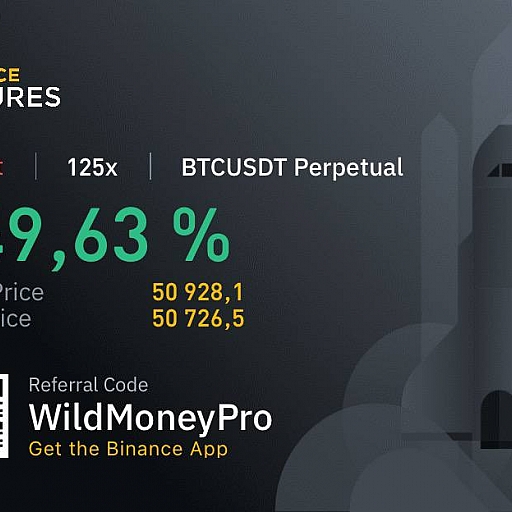 CE
URES
t | 125x | BTCUSDT Perpetual
49,63 %
Price 50 928,1
ice 50 726,5
Referral Code
WildMoneyPro
Get the Binance App